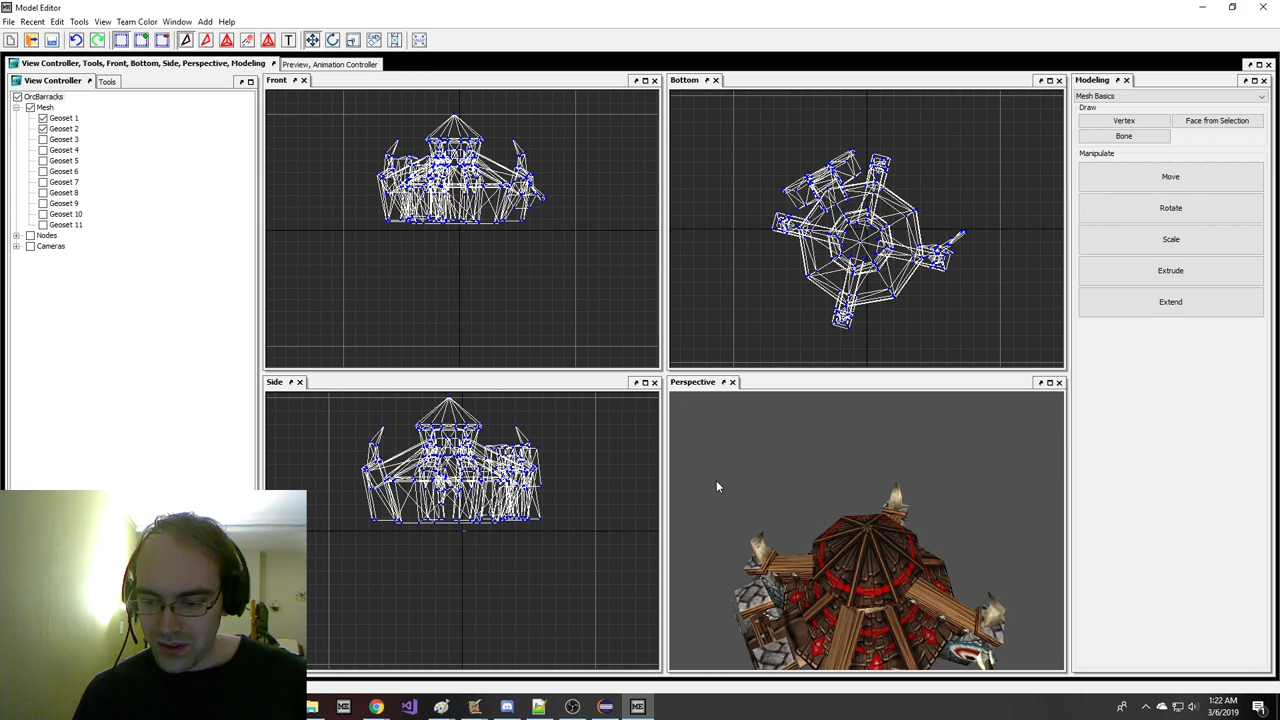 ME Model Editor
File Recent Edit Tools View Team Color Window Add Help
T
View Controller, Tools, Front, Bottom, Side, Perspective, Modeling
Preview, Animation Controller
View Controller
Tools
OrcBarracks
Mesh
Geoset 1
Geoset 2
Geoset 3
Geoset 4
Geoset 5
Geoset 6
Geoset 7
Geoset 8
Geoset 9
Geoset 10
Geoset 11
Nodes
Cameras
Front
Bottom
Side
Perspective
Modeling
Mesh Basics
Draw
Vertex Face from Selection
Bone
Manipulate
Move
Rotate
Scale
Extrude
Extend
ME ME
1:22 AM
3/6/2019